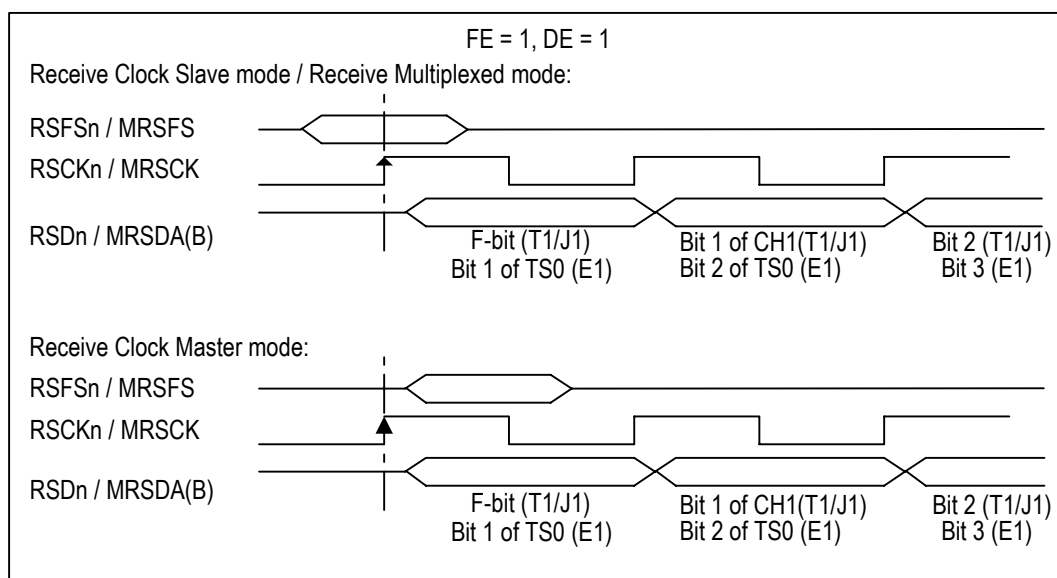 FE = 1, DE = 1
Receive Clock Slave mode / Receive Multiplexed mode:
RSFSn / MRSFS
RSCKn / MRSCK
RSDn / MRSDA(B)
F-bit (T1/J1) Bit 1 of CH1(T1/J1) Bit 2 (T1/J1)
Bit 1 of TS0 (E1) Bit 2 of TS0 (E1) Bit 3 (E1)
Receive Clock Master mode:
RSFSn / MRSFS
RSCKn / MRSCK
RSDn / MRSDA(B)
F-bit (T1/J1) Bit 1 of CH1(T1/J1) Bit 2 (T1/J1)
Bit 1 of TS0 (E1) Bit 2 of TS0 (E1) Bit 3 (E1)